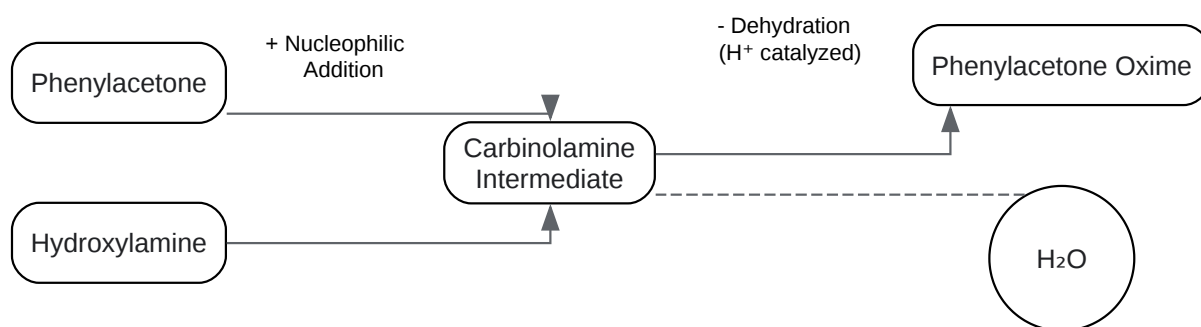 + Nucleophilic
Addition
- Dehydration
(H⁺ catalyzed)
Phenylacetone
Phenylacetone Oxime
Carbinolamine
Intermediate
Hydroxylamine
H₂O